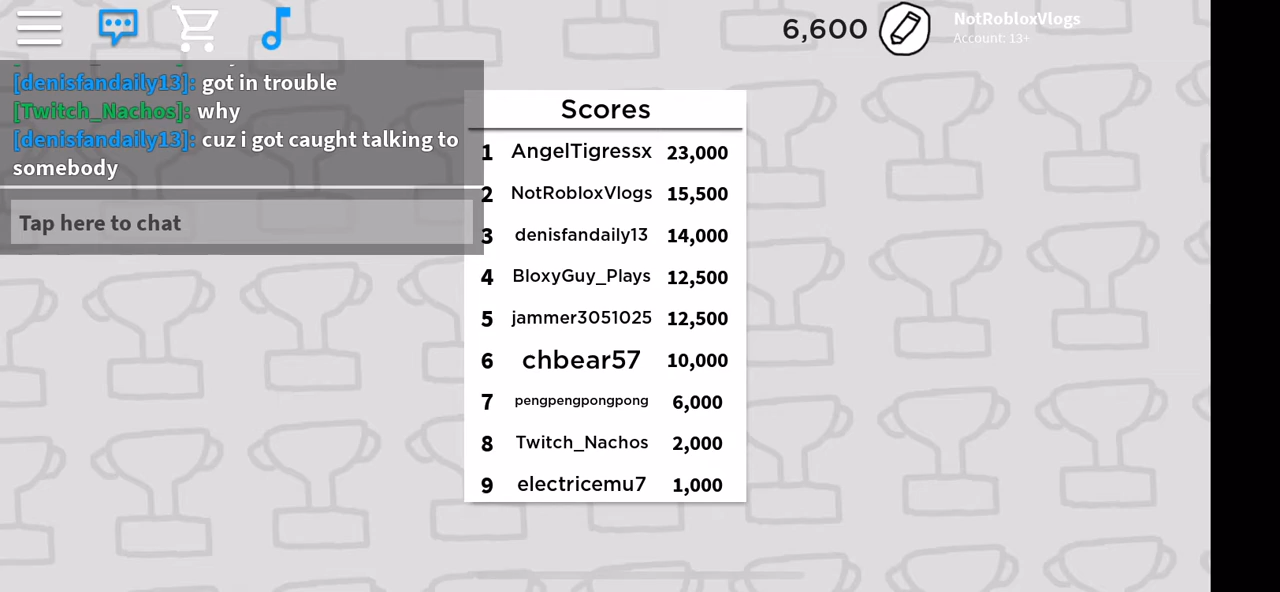 6,600
NotRobloxVlogs
Account: 13+
[denisfandaily13]: got in trouble
[Twitch_Nachos]: why
[denisfandaily13]: cuz i got caught talking to
somebody
Tap here to chat
Scores
1 AngelTigressx 23,000
2 NotRobloxVlogs 15,500
3 denisfandaily13 14,000
4 BloxyGuy_Plays 12,500
5 jammer3051025 12,500
6 chbear57 10,000
7 pengpengpongpong 6,000
8 Twitch_Nachos 2,000
9 electricemu7 1,000